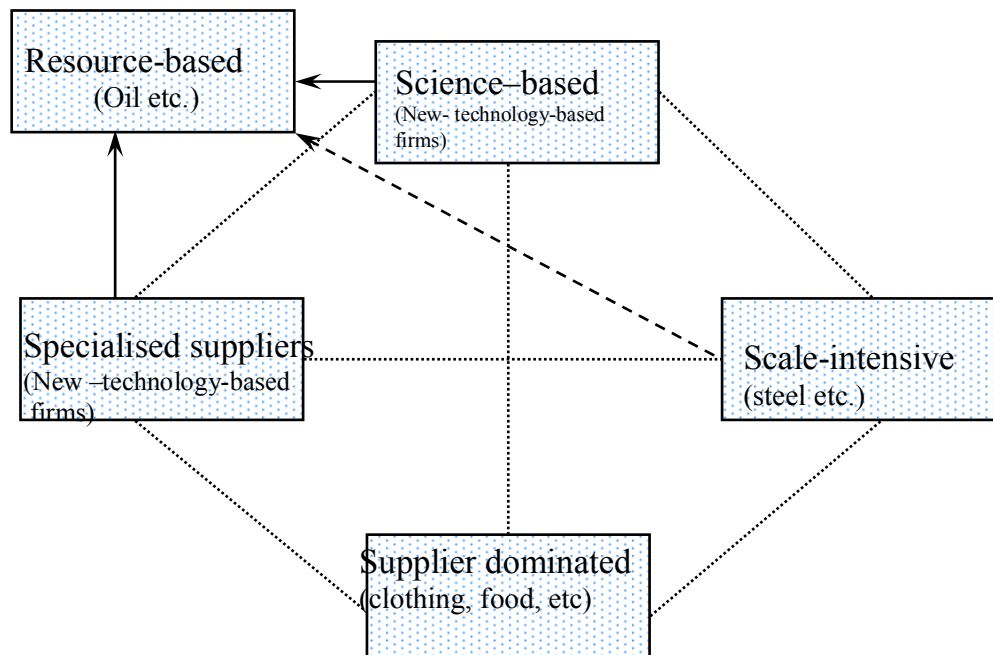 Resource-based
(Oil etc.)
Science–based
(New- technology-based
firms)
Specialised suppliers
(New –technology-based
firms)
Scale-intensive
(steel etc.)
Supplier dominated
(clothing, food, etc)